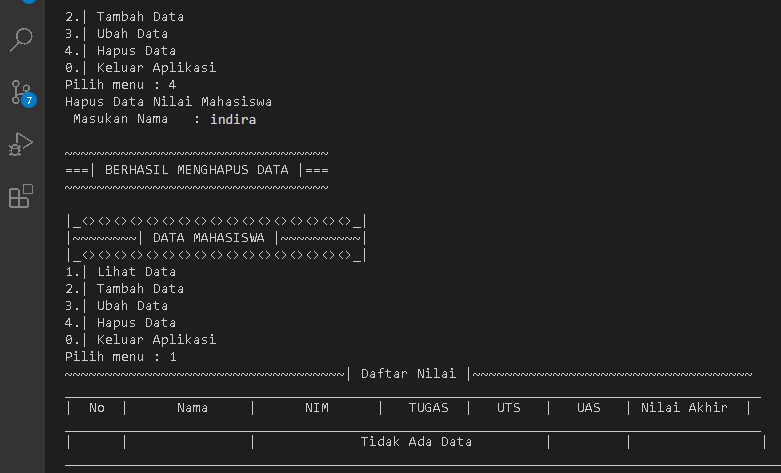 2.| Tambah Data
3.| Ubah Data
4.| Hapus Data
0.| Keluar Aplikasi
Pilih menu : 4
Hapus Data Nilai Mahasiswa
Masukan Nama : indira
~~~~~~~~~~~~~~~~~~~~~~~~~~~~~~~~~
===| BERHASIL MENGHAPUS DATA |===
~~~~~~~~~~~~~~~~~~~~~~~~~~~~~~~~~
|_<><><><><><><><><><><><><><><><><>_|
|~~~~~~~| DATA MAHASISWA |~~~~~~~~~~|
|_<><><><><><><><><><><><><><><><><>_|
1.| Lihat Data
2.| Tambah Data
3.| Ubah Data
4.| Hapus Data
0.| Keluar Aplikasi
Pilih menu : 1
~~~~~~~~~~~~~~~~~~~~~~~~~~~~~~~~~~~| Daftar Nilai |~~~~~~~~~~~~~~~~~~~~~~~~~~~~~~~~~~~
| No | Nama | NIM | TUGAS | UTS | UAS | Nilai Akhir |
| | | Tidak Ada Data | | |
7